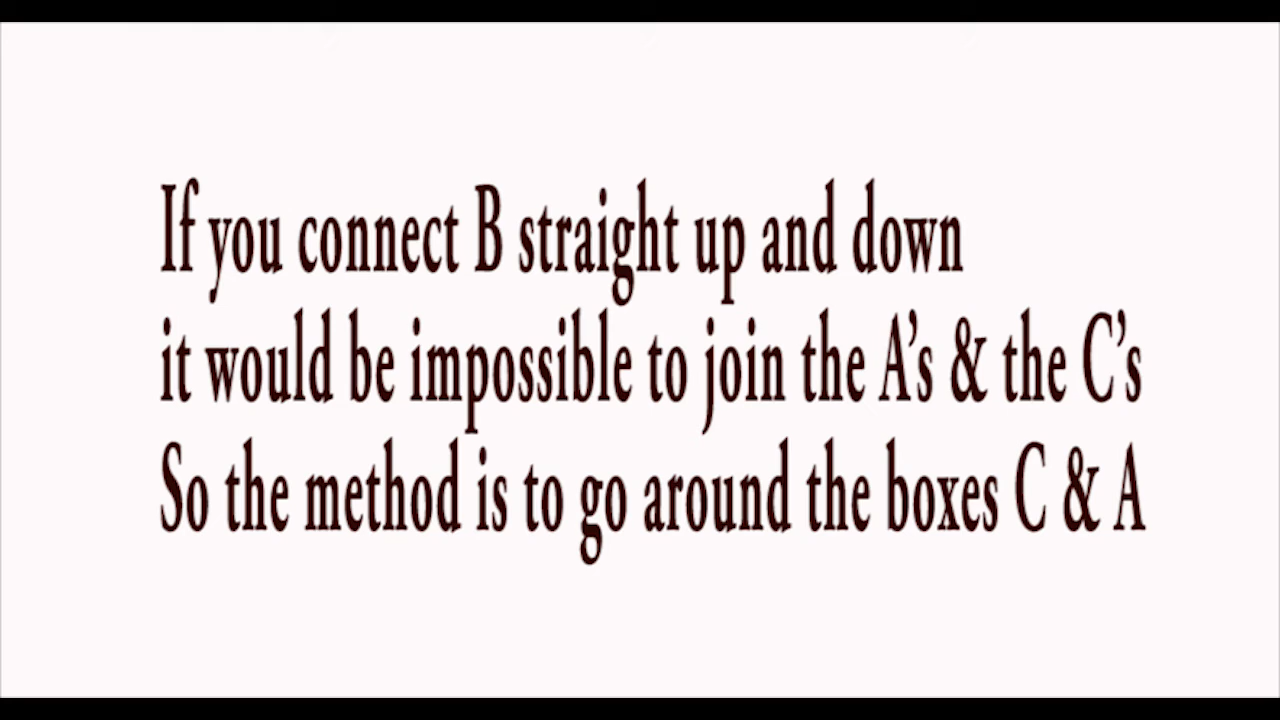 If you connect B straight up and down
it would be impossible to join the A’s & the C’s
So the method is to go around the boxes C & A